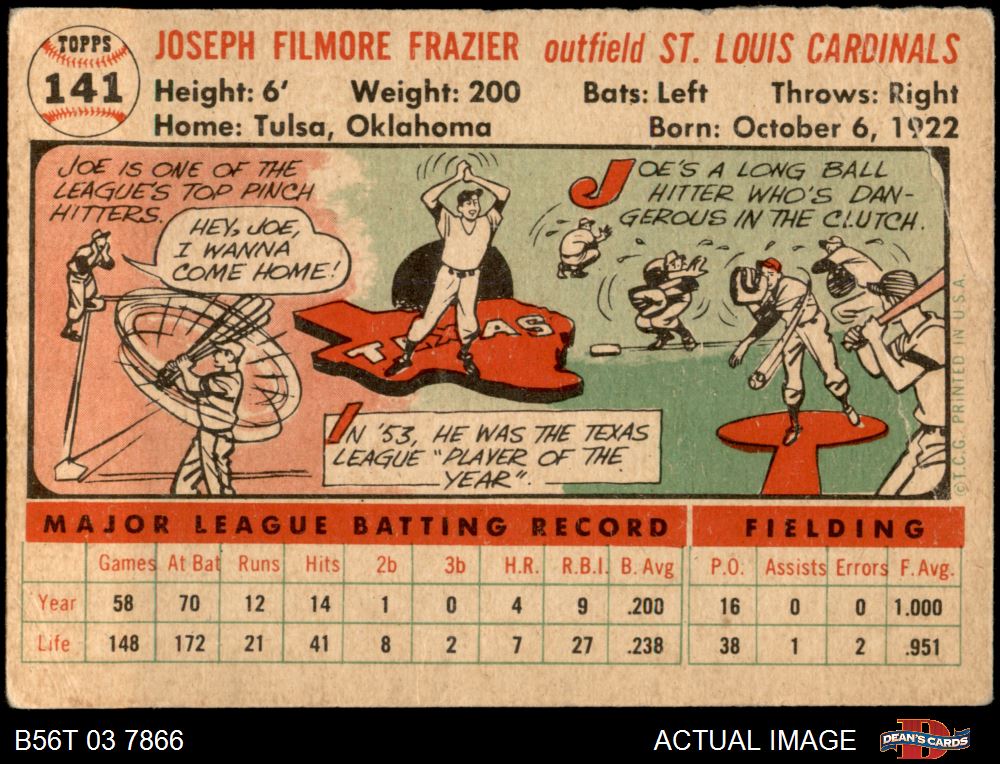 TOPPS
141
JOSEPH FILMORE FRAZIER outfield ST. LOUIS CARDINALS
Height: 6' Weight: 200 Bats: Left Throws: Right
Home: Tulsa, Oklahoma Born: October 6, 1922
JOE IS ONE OF THE
LEAGUE'S TOP PINCH
HITTERS.
HEY, JOE,
I WANNA
COME HOME!
TEXAS
IN '53, HE WAS THE TEXAS
LEAGUE "PLAYER OF THE
YEAR".
JOE'S A LONG BALL
HITTER WHO'S DAN-
GEROUS IN THE CLUTCH.
©T.C.G. PRINTED IN U.S.A.
MAJOR LEAGUE BATTING RECORD FIELDING
Games At Bat Runs Hits 2b 3b H.R. R.B.I. B. Avg P.O. Assists Errors F.Avg.
Year 58 70 12 14 1 0 4 9 .200 16 0 0 1.000
Life 148 172 21 41 8 2 7 27 .238 38 1 2 .951
B56T 03 7866 ACTUAL IMAGE D DEAN'S CARDS